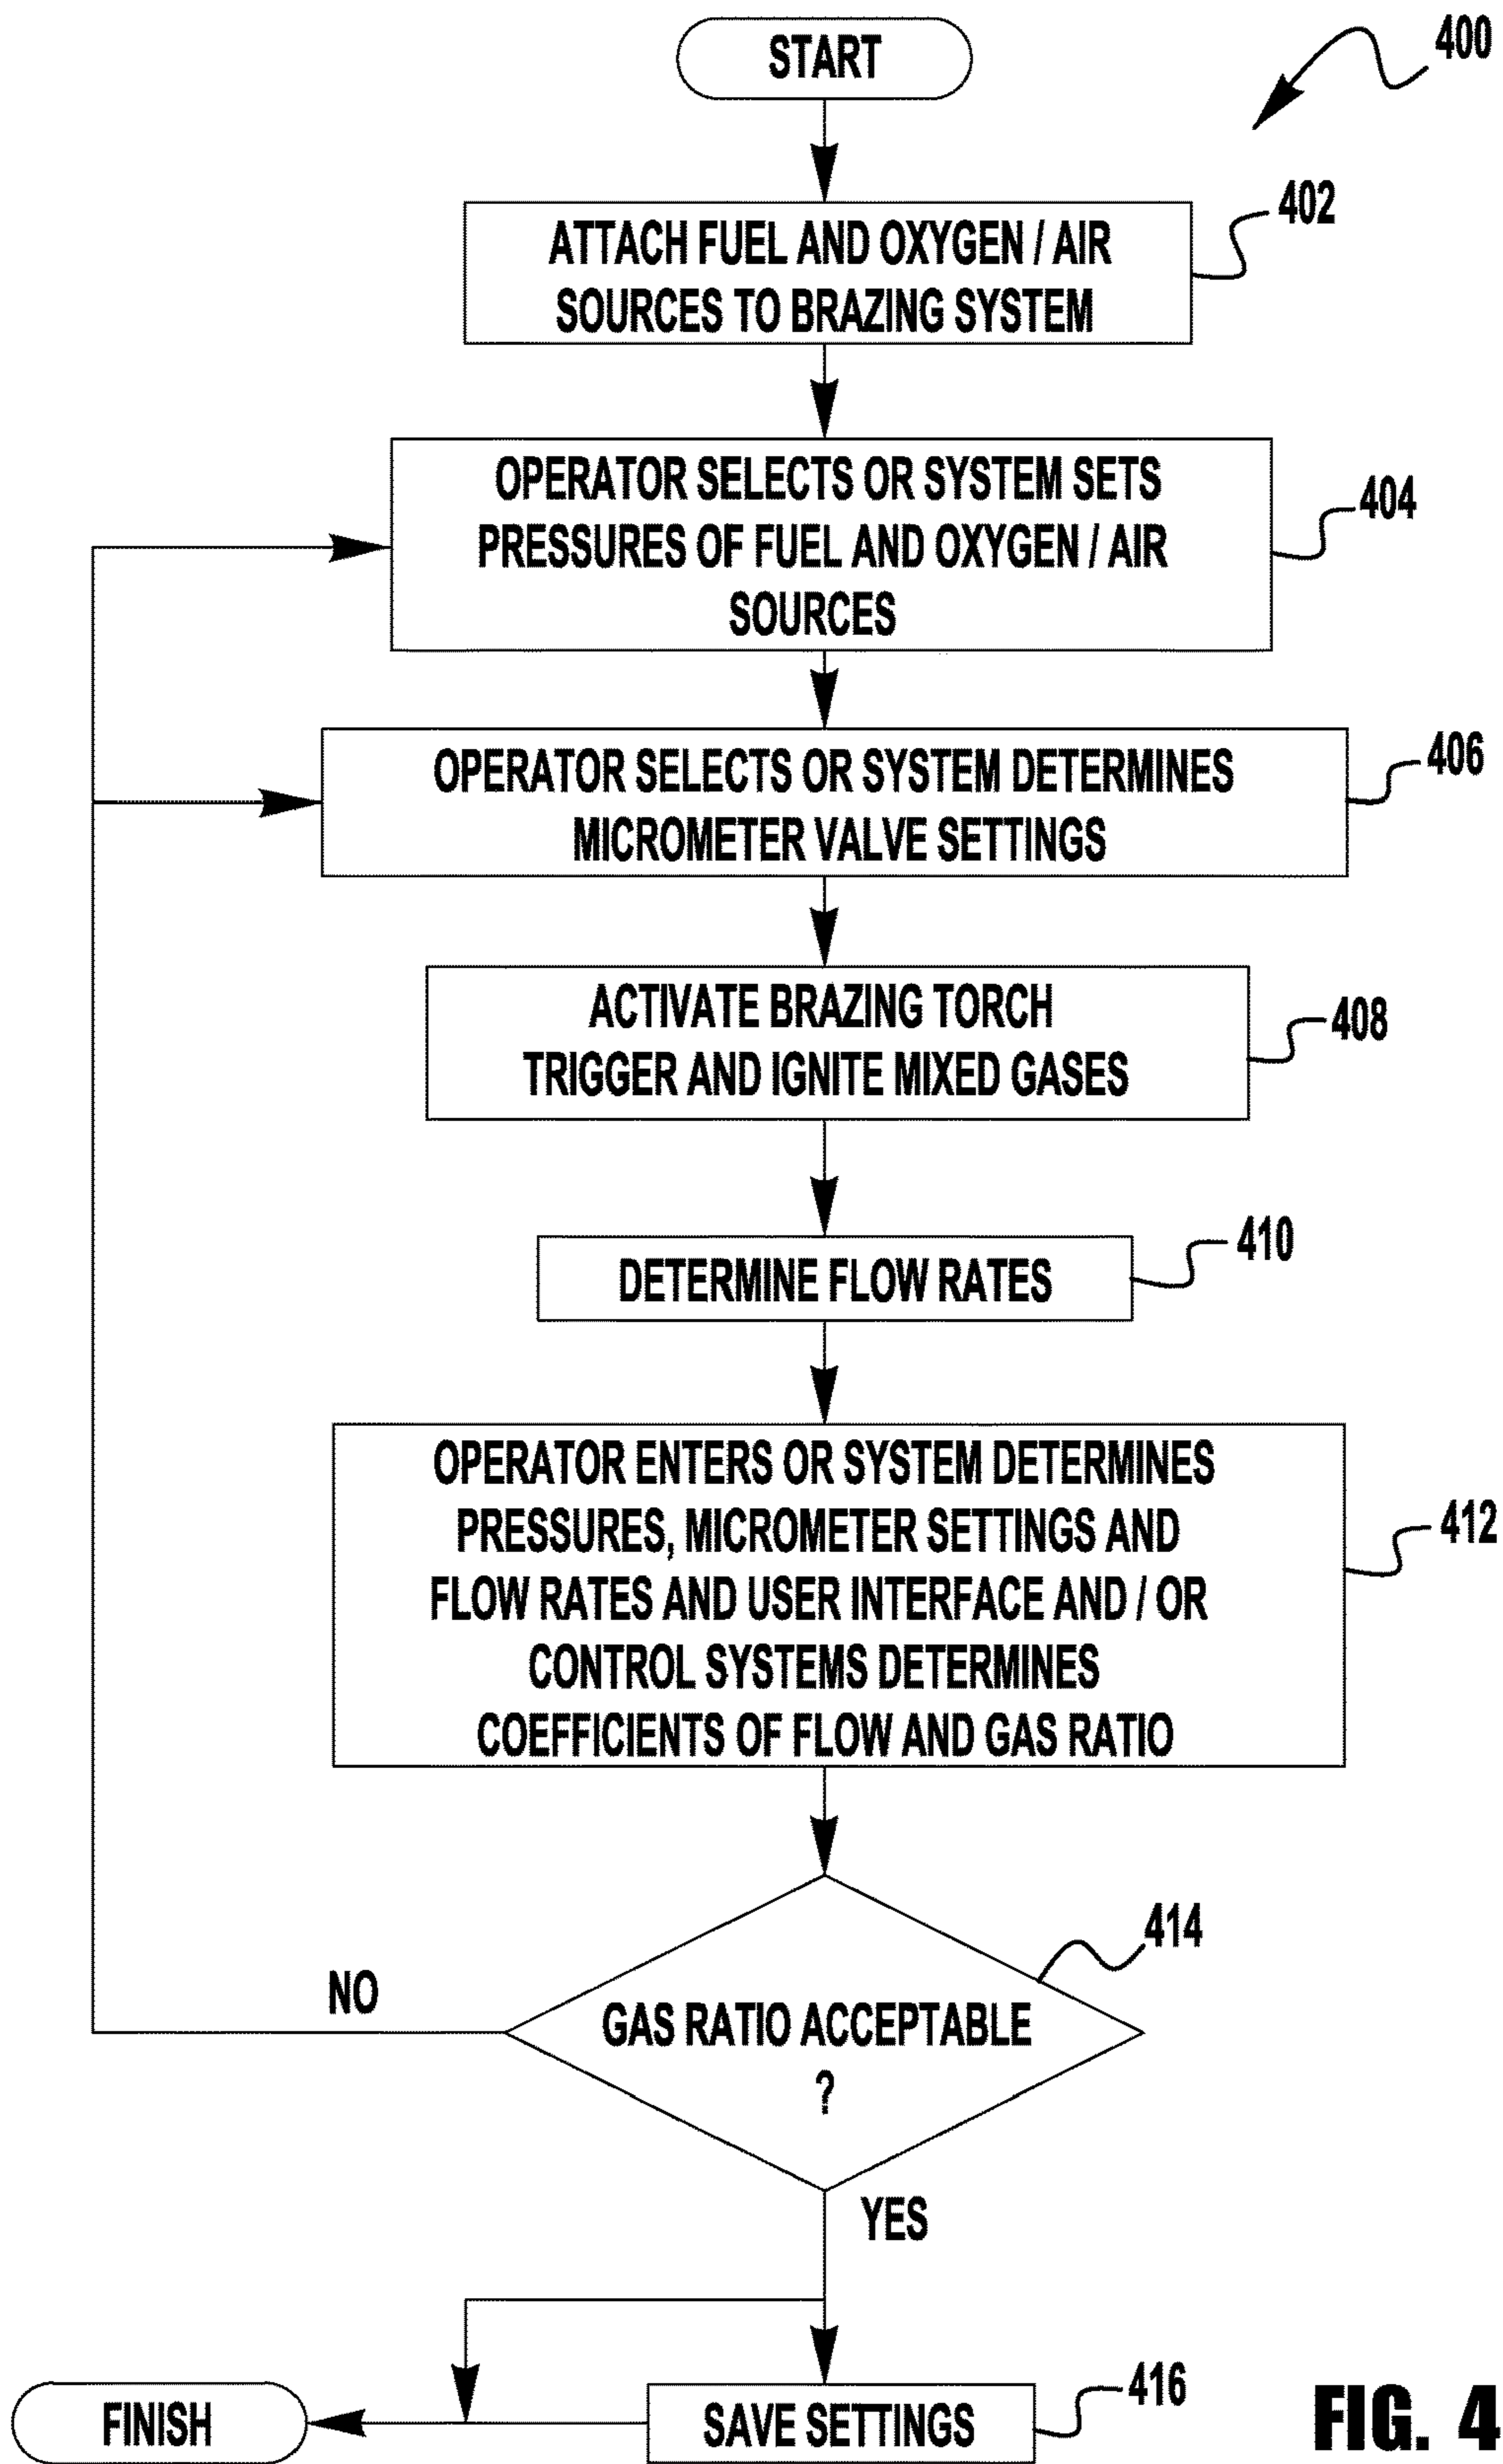 START
400
ATTACH FUEL AND OXYGEN / AIR
SOURCES TO BRAZING SYSTEM
402
OPERATOR SELECTS OR SYSTEM SETS
PRESSURES OF FUEL AND OXYGEN / AIR
SOURCES
404
OPERATOR SELECTS OR SYSTEM DETERMINES
MICROMETER VALVE SETTINGS
406
ACTIVATE BRAZING TORCH
TRIGGER AND IGNITE MIXED GASES
408
DETERMINE FLOW RATES
410
OPERATOR ENTERS OR SYSTEM DETERMINES
PRESSURES, MICROMETER SETTINGS AND
FLOW RATES AND USER INTERFACE AND / OR
CONTROL SYSTEMS DETERMINES
COEFFICIENTS OF FLOW AND GAS RATIO
412
GAS RATIO ACCEPTABLE
?
414
NO
YES
SAVE SETTINGS
416
FINISH
FIG. 4